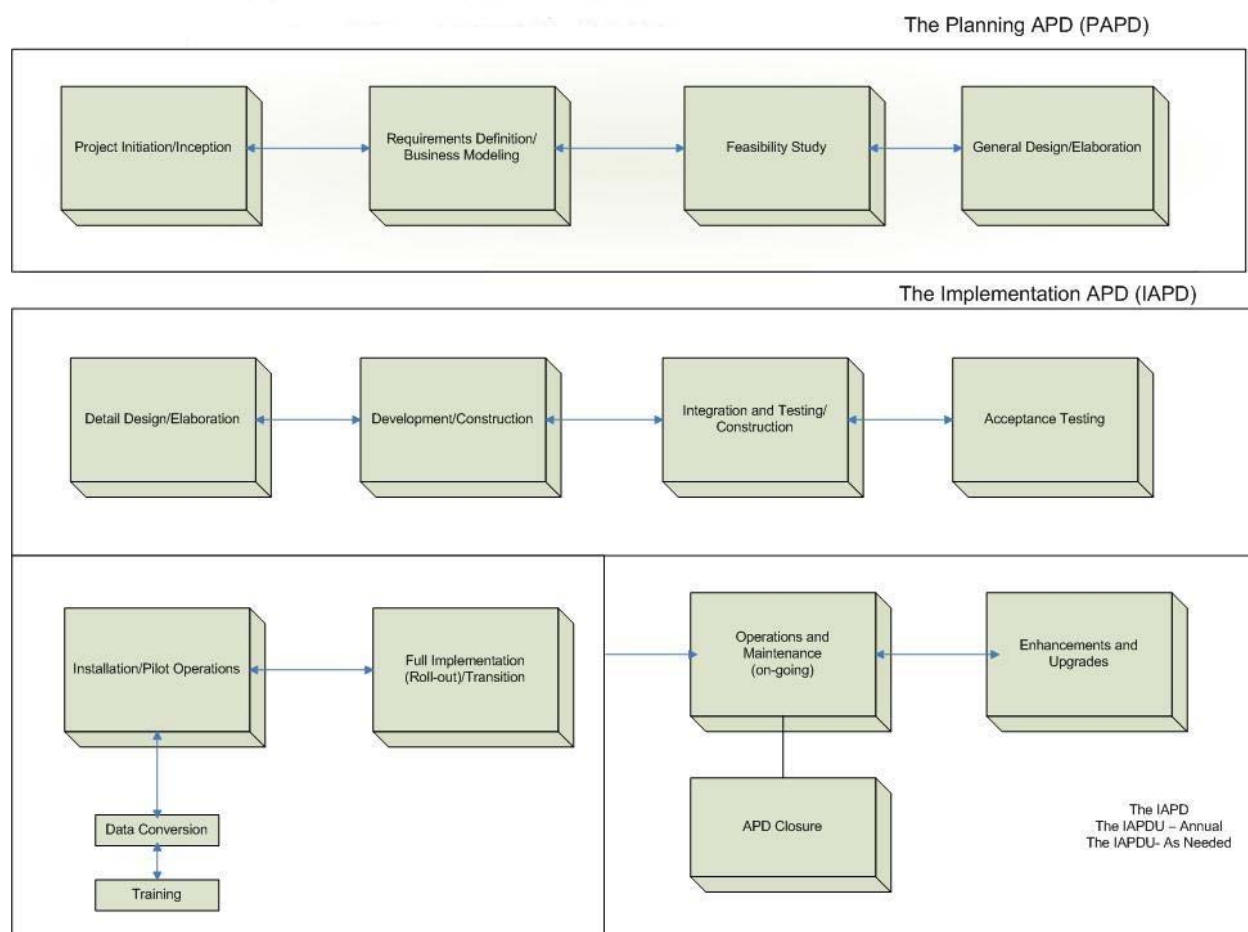 The Planning APD (PAPD)
Project Initiation/Inception
Requirements Definition/
Business Modeling
Feasibility Study
General Design/Elaboration
The Implementation APD (IAPD)
Detail Design/Elaboration
Development/Construction
Integration and Testing/
Construction
Acceptance Testing
Installation/Pilot Operations
Full Implementation
(Roll-out)/Transition
Operations and
Maintenance
(on-going)
Enhancements and
Upgrades
Data Conversion
Training
APD Closure
The IAPD
The IAPDU – Annual
The IAPDU- As Needed